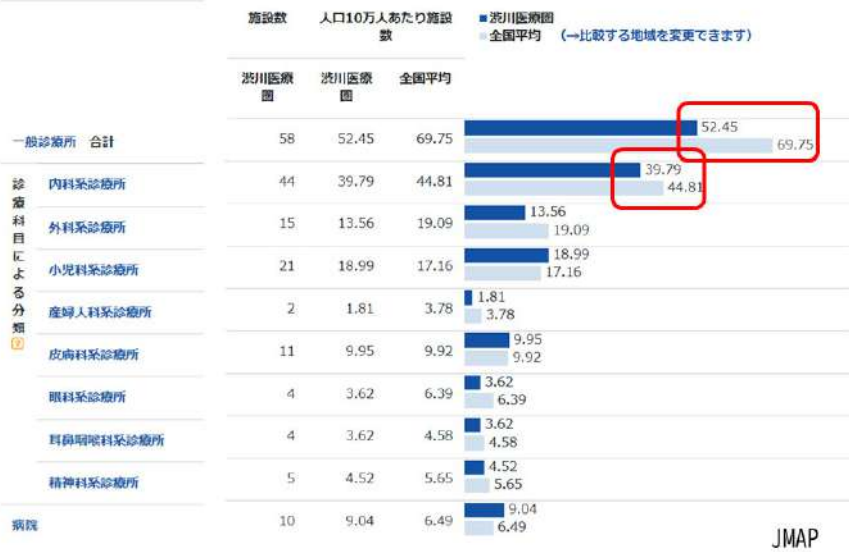 施設数 人口10万人あたり施設数 ■渋川医療圏
■全国平均 (→比較する地域を変更できます)
渋川医療圏 渋川医療圏 全国平均
一般診療所 合計 58 52.45 69.75 52.45 69.75
診療科目による分類 ?
内科系診療所 44 39.79 44.81 39.79 44.81
外科系診療所 15 13.56 19.09 13.56 19.09
小児科系診療所 21 18.99 17.16 18.99 17.16
産婦人科系診療所 2 1.81 3.78 1.81 3.78
皮膚科系診療所 11 9.95 9.92 9.95 9.92
眼科系診療所 4 3.62 6.39 3.62 6.39
耳鼻咽喉科系診療所 4 3.62 4.58 3.62 4.58
精神科系診療所 5 4.52 5.65 4.52 5.65
病院 10 9.04 6.49 9.04 6.49
JMAP